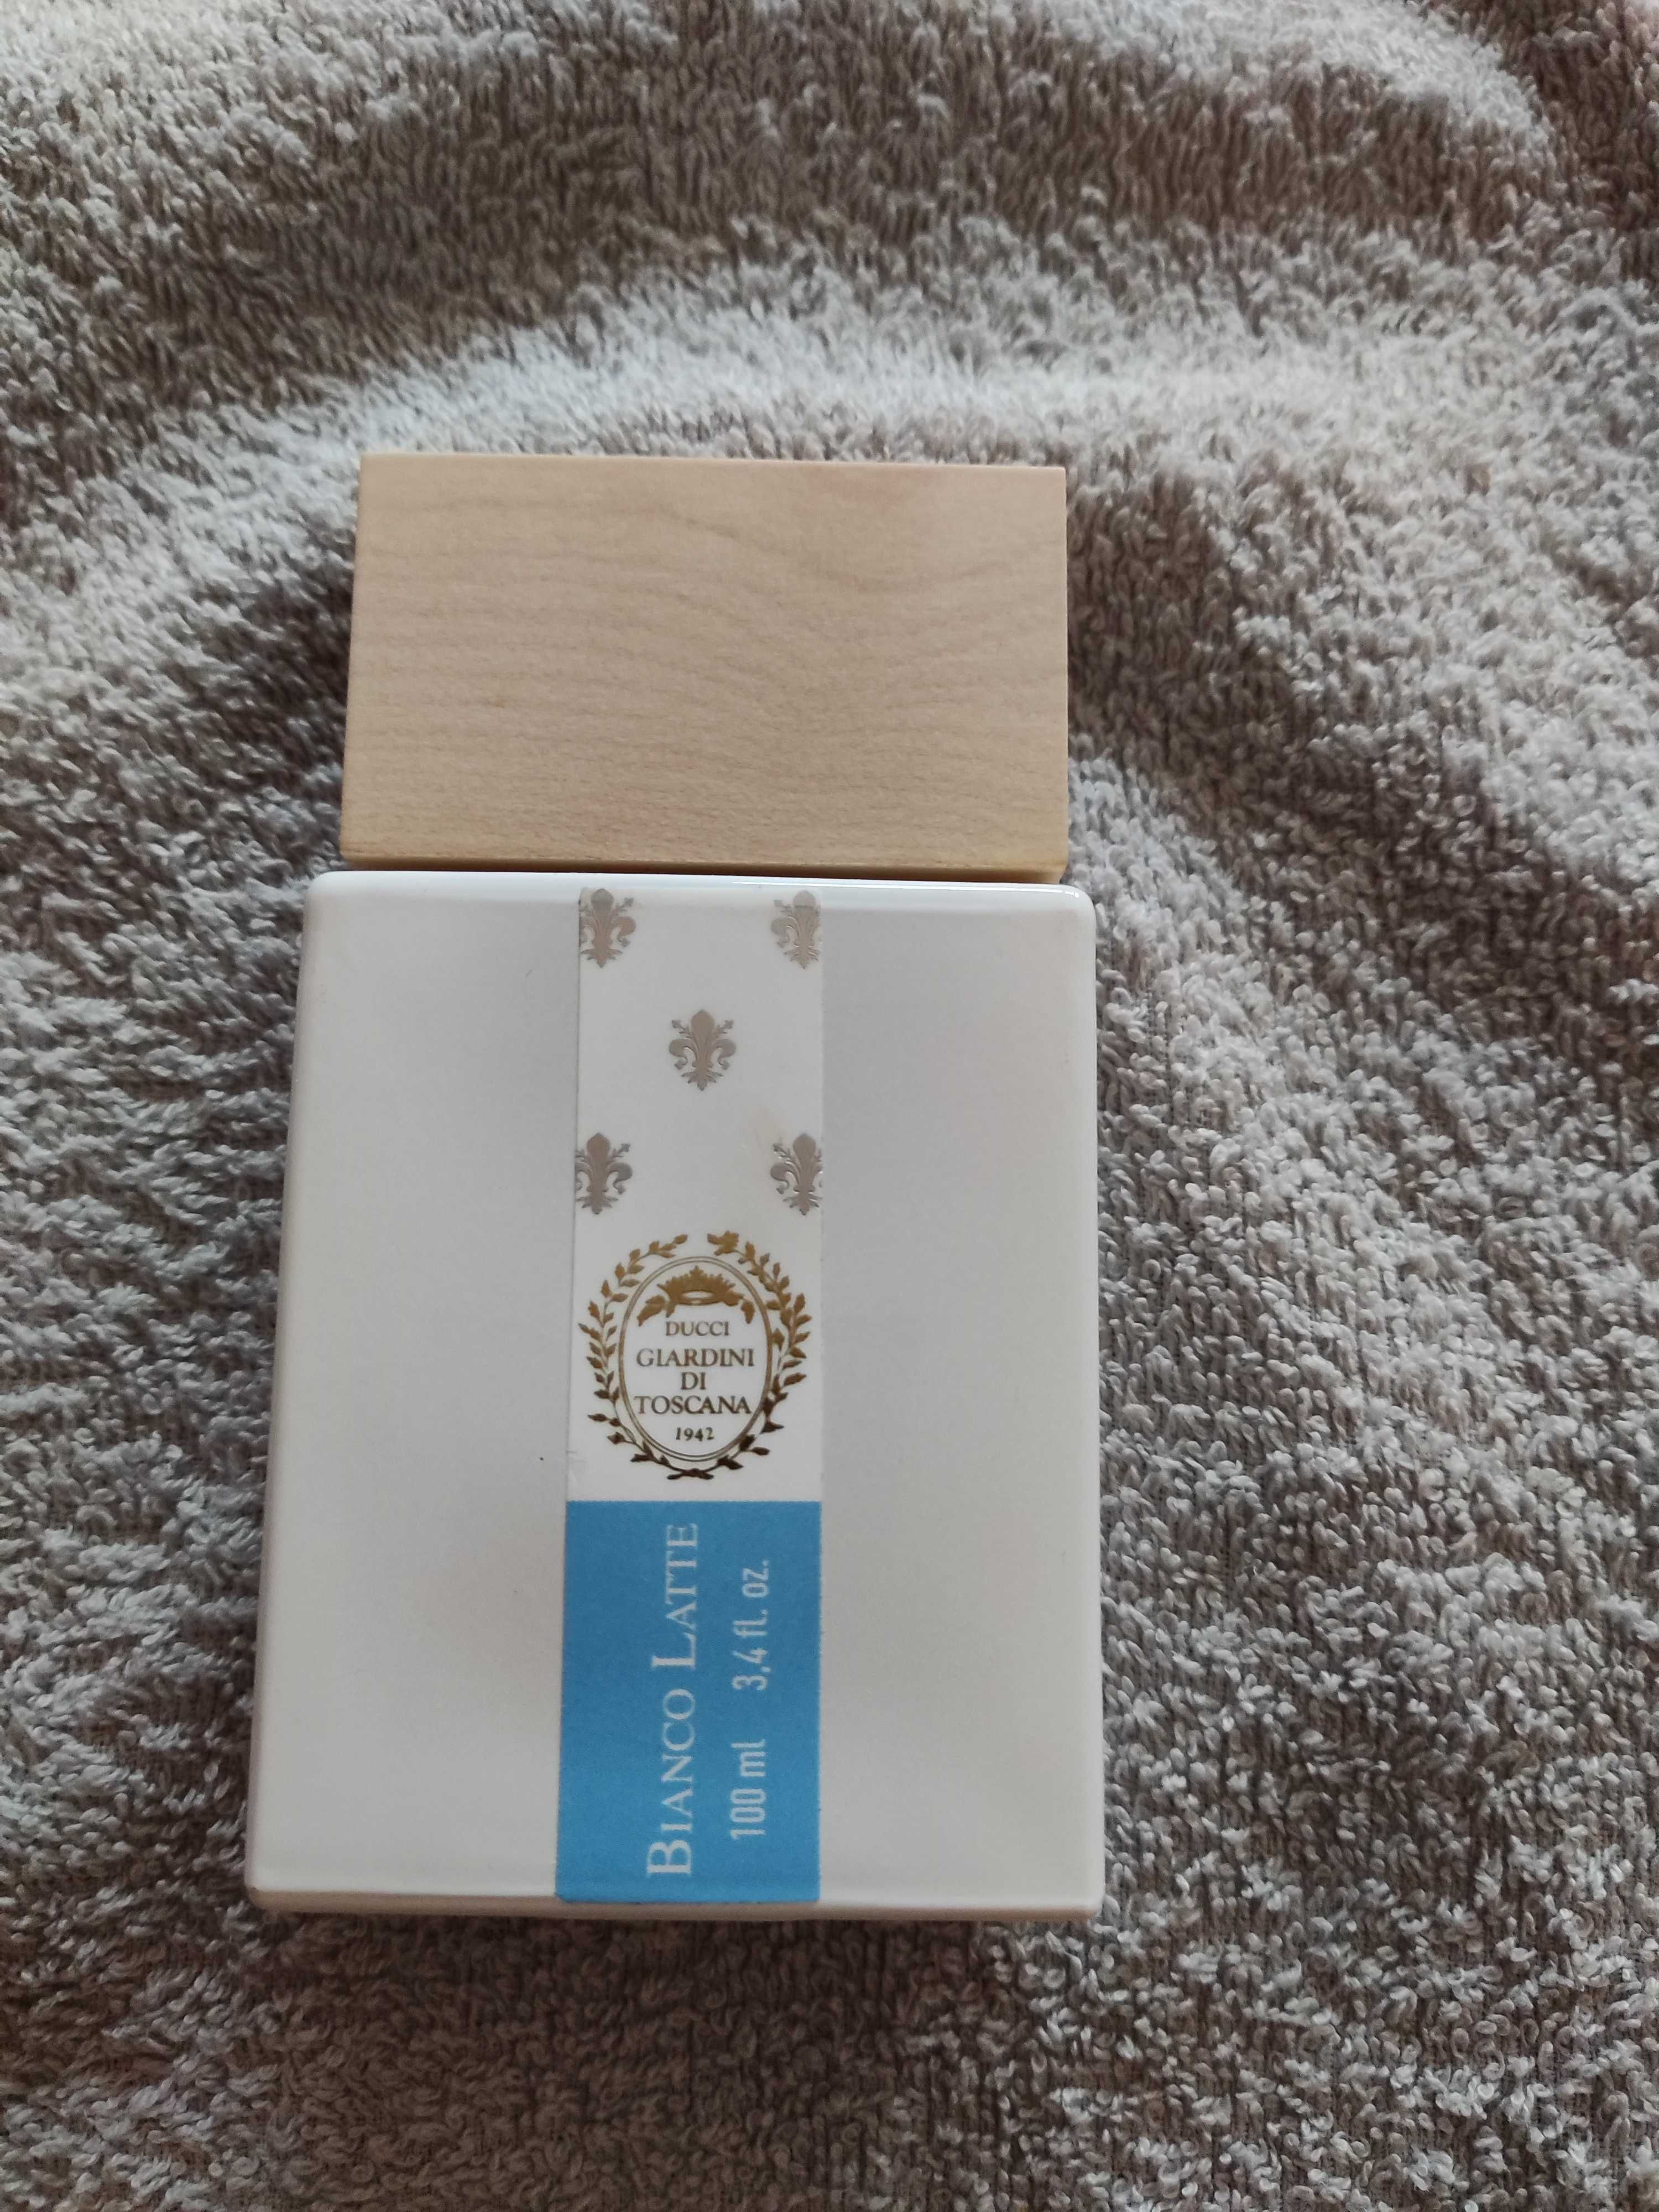 DUCCI
GIARDINI
DI
TOSCANA
1942
BIANCO LATTE
100 ml 3,4 fl. oz.